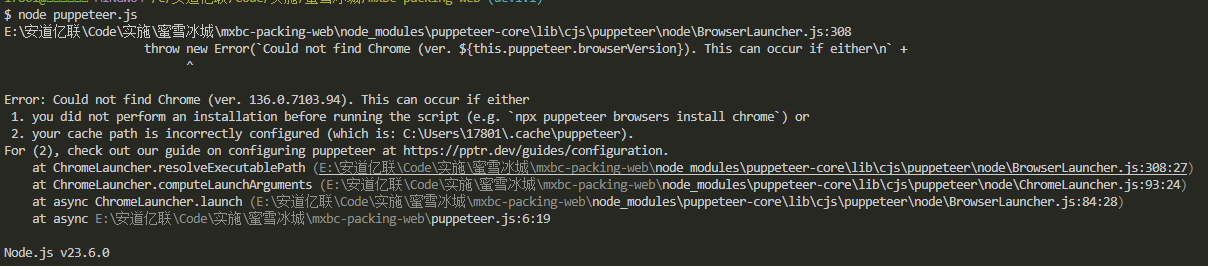 $ node puppeteer.js
E:\安道亿联\Code\实施\蜜雪冰城\mxbc-packing-web\node_modules\puppeteer-core\lib\cjs\puppeteer\node\BrowserLauncher.js:308
throw new Error(`Could not find Chrome (ver. ${this.puppeteer.browserVersion}). This can occur if either\n` +
^
Error: Could not find Chrome (ver. 136.0.7103.94). This can occur if either
1. you did not perform an installation before running the script (e.g. `npx puppeteer browsers install chrome`) or
2. your cache path is incorrectly configured (which is: C:\Users\17801\.cache\puppeteer).
For (2), check out our guide on configuring puppeteer at https://pptr.dev/guides/configuration.
at ChromeLauncher.resolveExecutablePath (E:\安道亿联\Code\实施\蜜雪冰城\mxbc-packing-web\node_modules\puppeteer-core\lib\cjs\puppeteer\node\BrowserLauncher.js:308:27)
at ChromeLauncher.computeLaunchArguments (E:\安道亿联\Code\实施\蜜雪冰城\mxbc-packing-web\node_modules\puppeteer-core\lib\cjs\puppeteer\node\ChromeLauncher.js:93:24)
at async ChromeLauncher.launch (E:\安道亿联\Code\实施\蜜雪冰城\mxbc-packing-web\node_modules\puppeteer-core\lib\cjs\puppeteer\node\BrowserLauncher.js:84:28)
at async E:\安道亿联\Code\实施\蜜雪冰城\mxbc-packing-web\puppeteer.js:6:19
Node.js v23.6.0